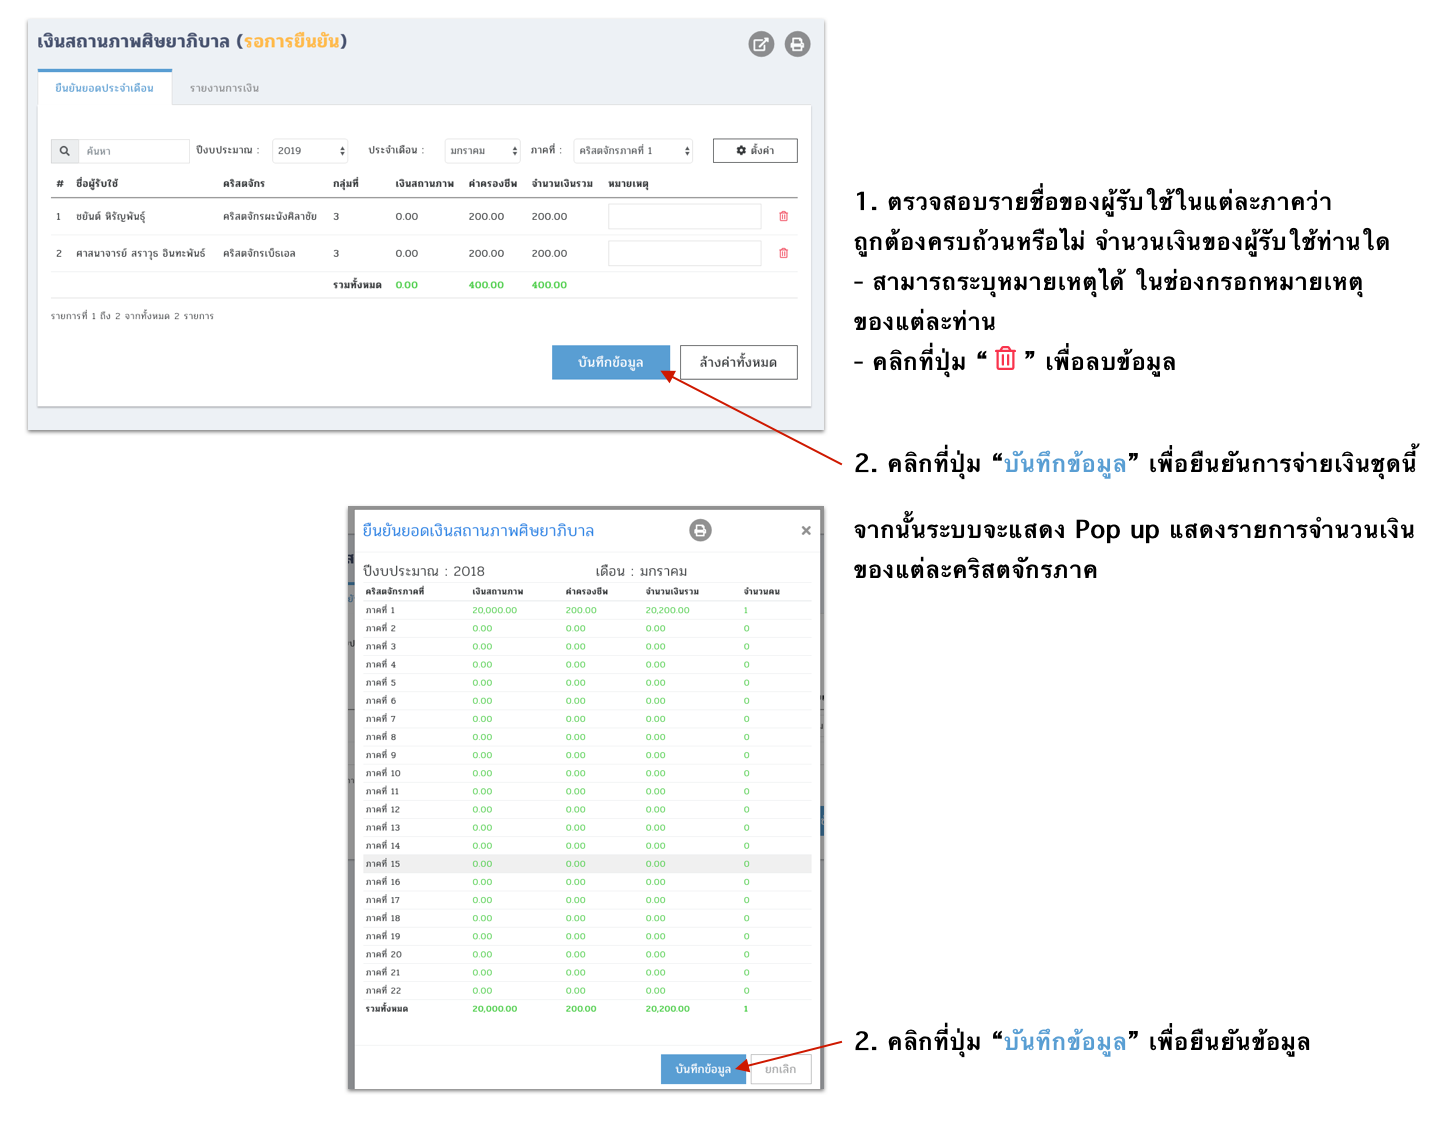 เงินสถานภาพศิษยาภิบาล (รอการยืนยัน)
ยืนยันยอดประจำเดือน รายงานการเงิน
ค้นหา ปีงบประมาณ : 2019 ประจำเดือน : มกราคม ภาคที่ : คริสตจักรภาคที่ 1 ตั้งค่า
# ชื่อผู้รับใช้ คริสตจักร กลุ่มที่ เงินสถานภาพ ค่าครองชีพ จำนวนเงินรวม หมายเหตุ
1 ชยันต์ หิรัญพันธุ์ คริสตจักรผะนังศิลาชัย 3 0.00 200.00 200.00
2 ศาสนาจารย์ สราวุธ อินทะพันธ์ คริสตจักรเบ็ธเอล 3 0.00 200.00 200.00
รวมทั้งหมด 0.00 400.00 400.00
รายการที่ 1 ถึง 2 จากทั้งหมด 2 รายการ
บันทึกข้อมูล ล้างค่าทั้งหมด
1. ตรวจสอบรายชื่อของผู้รับใช้ในแต่ละภาคว่า
ถูกต้องครบถ้วนหรือไม่ จำนวนเงินของผู้รับใช้ท่านใด
- สามารถระบุหมายเหตุได้ ในช่องกรอกหมายเหตุ
ของแต่ละท่าน
- คลิกที่ปุ่ม “ ” เพื่อลบข้อมูล
2. คลิกที่ปุ่ม “บันทึกข้อมูล” เพื่อยืนยันการจ่ายเงินชุดนี้
จากนั้นระบบจะแสดง Pop up แสดงรายการจำนวนเงิน
ของแต่ละคริสตจักรภาค
ยืนยันยอดเงินสถานภาพศิษยาภิบาล ×
ปีงบประมาณ : 2018 เดือน : มกราคม
คริสตจักรภาคที่ เงินสถานภาพ ค่าครองชีพ จำนวนเงินรวม จำนวนคน
ภาคที่ 1 20,000.00 200.00 20,200.00 1
ภาคที่ 2 0.00 0.00 0.00 0
ภาคที่ 3 0.00 0.00 0.00 0
ภาคที่ 4 0.00 0.00 0.00 0
ภาคที่ 5 0.00 0.00 0.00 0
ภาคที่ 6 0.00 0.00 0.00 0
ภาคที่ 7 0.00 0.00 0.00 0
ภาคที่ 8 0.00 0.00 0.00 0
ภาคที่ 9 0.00 0.00 0.00 0
ภาคที่ 10 0.00 0.00 0.00 0
ภาคที่ 11 0.00 0.00 0.00 0
ภาคที่ 12 0.00 0.00 0.00 0
ภาคที่ 13 0.00 0.00 0.00 0
ภาคที่ 14 0.00 0.00 0.00 0
ภาคที่ 15 0.00 0.00 0.00 0
ภาคที่ 16 0.00 0.00 0.00 0
ภาคที่ 17 0.00 0.00 0.00 0
ภาคที่ 18 0.00 0.00 0.00 0
ภาคที่ 19 0.00 0.00 0.00 0
ภาคที่ 20 0.00 0.00 0.00 0
ภาคที่ 21 0.00 0.00 0.00 0
ภาคที่ 22 0.00 0.00 0.00 0
รวมทั้งหมด 20,000.00 200.00 20,200.00 1
บันทึกข้อมูล ยกเลิก
2. คลิกที่ปุ่ม “บันทึกข้อมูล” เพื่อยืนยันข้อมูล